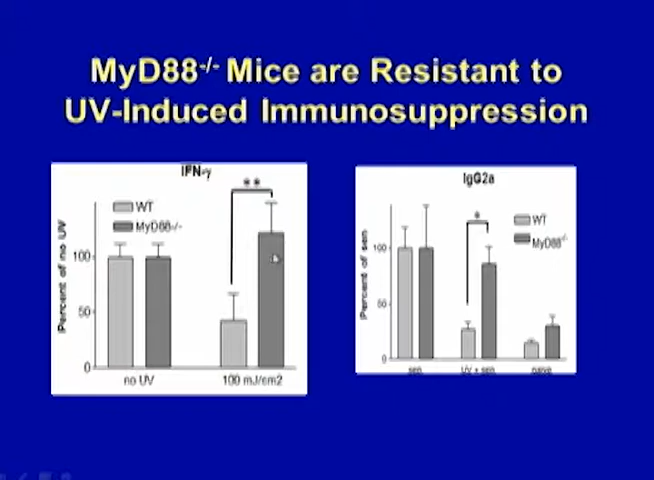 MyD88-/- Mice are Resistant to
UV-Induced Immunosuppression
IFN-γ
**
WT
MyD88-/-
Percent of no UV
100
50
0
no UV
100 mJ/cm2
IgG2a
*
WT
MyD88-/-
Percent of sen
100
50
0
sen
UV + sen
naive